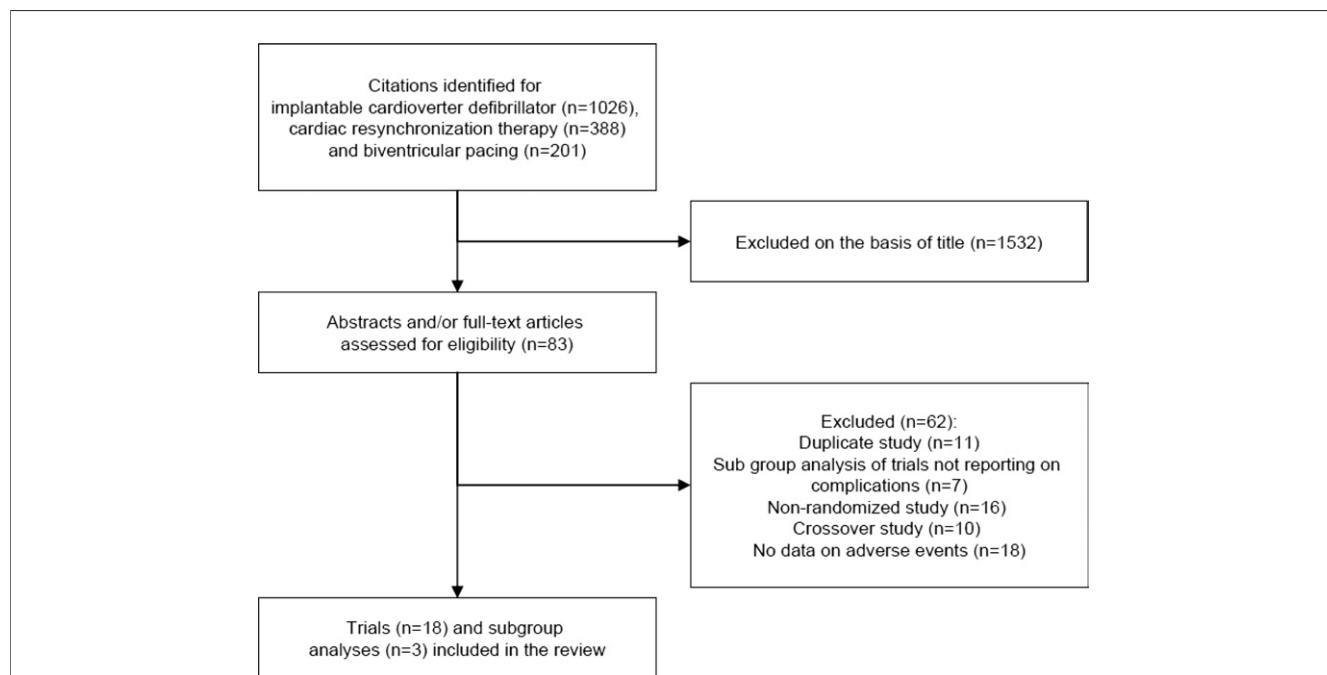 Citations identified for
implantable cardioverter defibrillator (n=1026),
cardiac resynchronization therapy (n=388)
and biventricular pacing (n=201)
Excluded on the basis of title (n=1532)
Abstracts and/or full-text articles
assessed for eligibility (n=83)
Excluded (n=62):
Duplicate study (n=11)
Sub group analysis of trials not reporting on
complications (n=7)
Non-randomized study (n=16)
Crossover study (n=10)
No data on adverse events (n=18)
Trials (n=18) and subgroup
analyses (n=3) included in the review